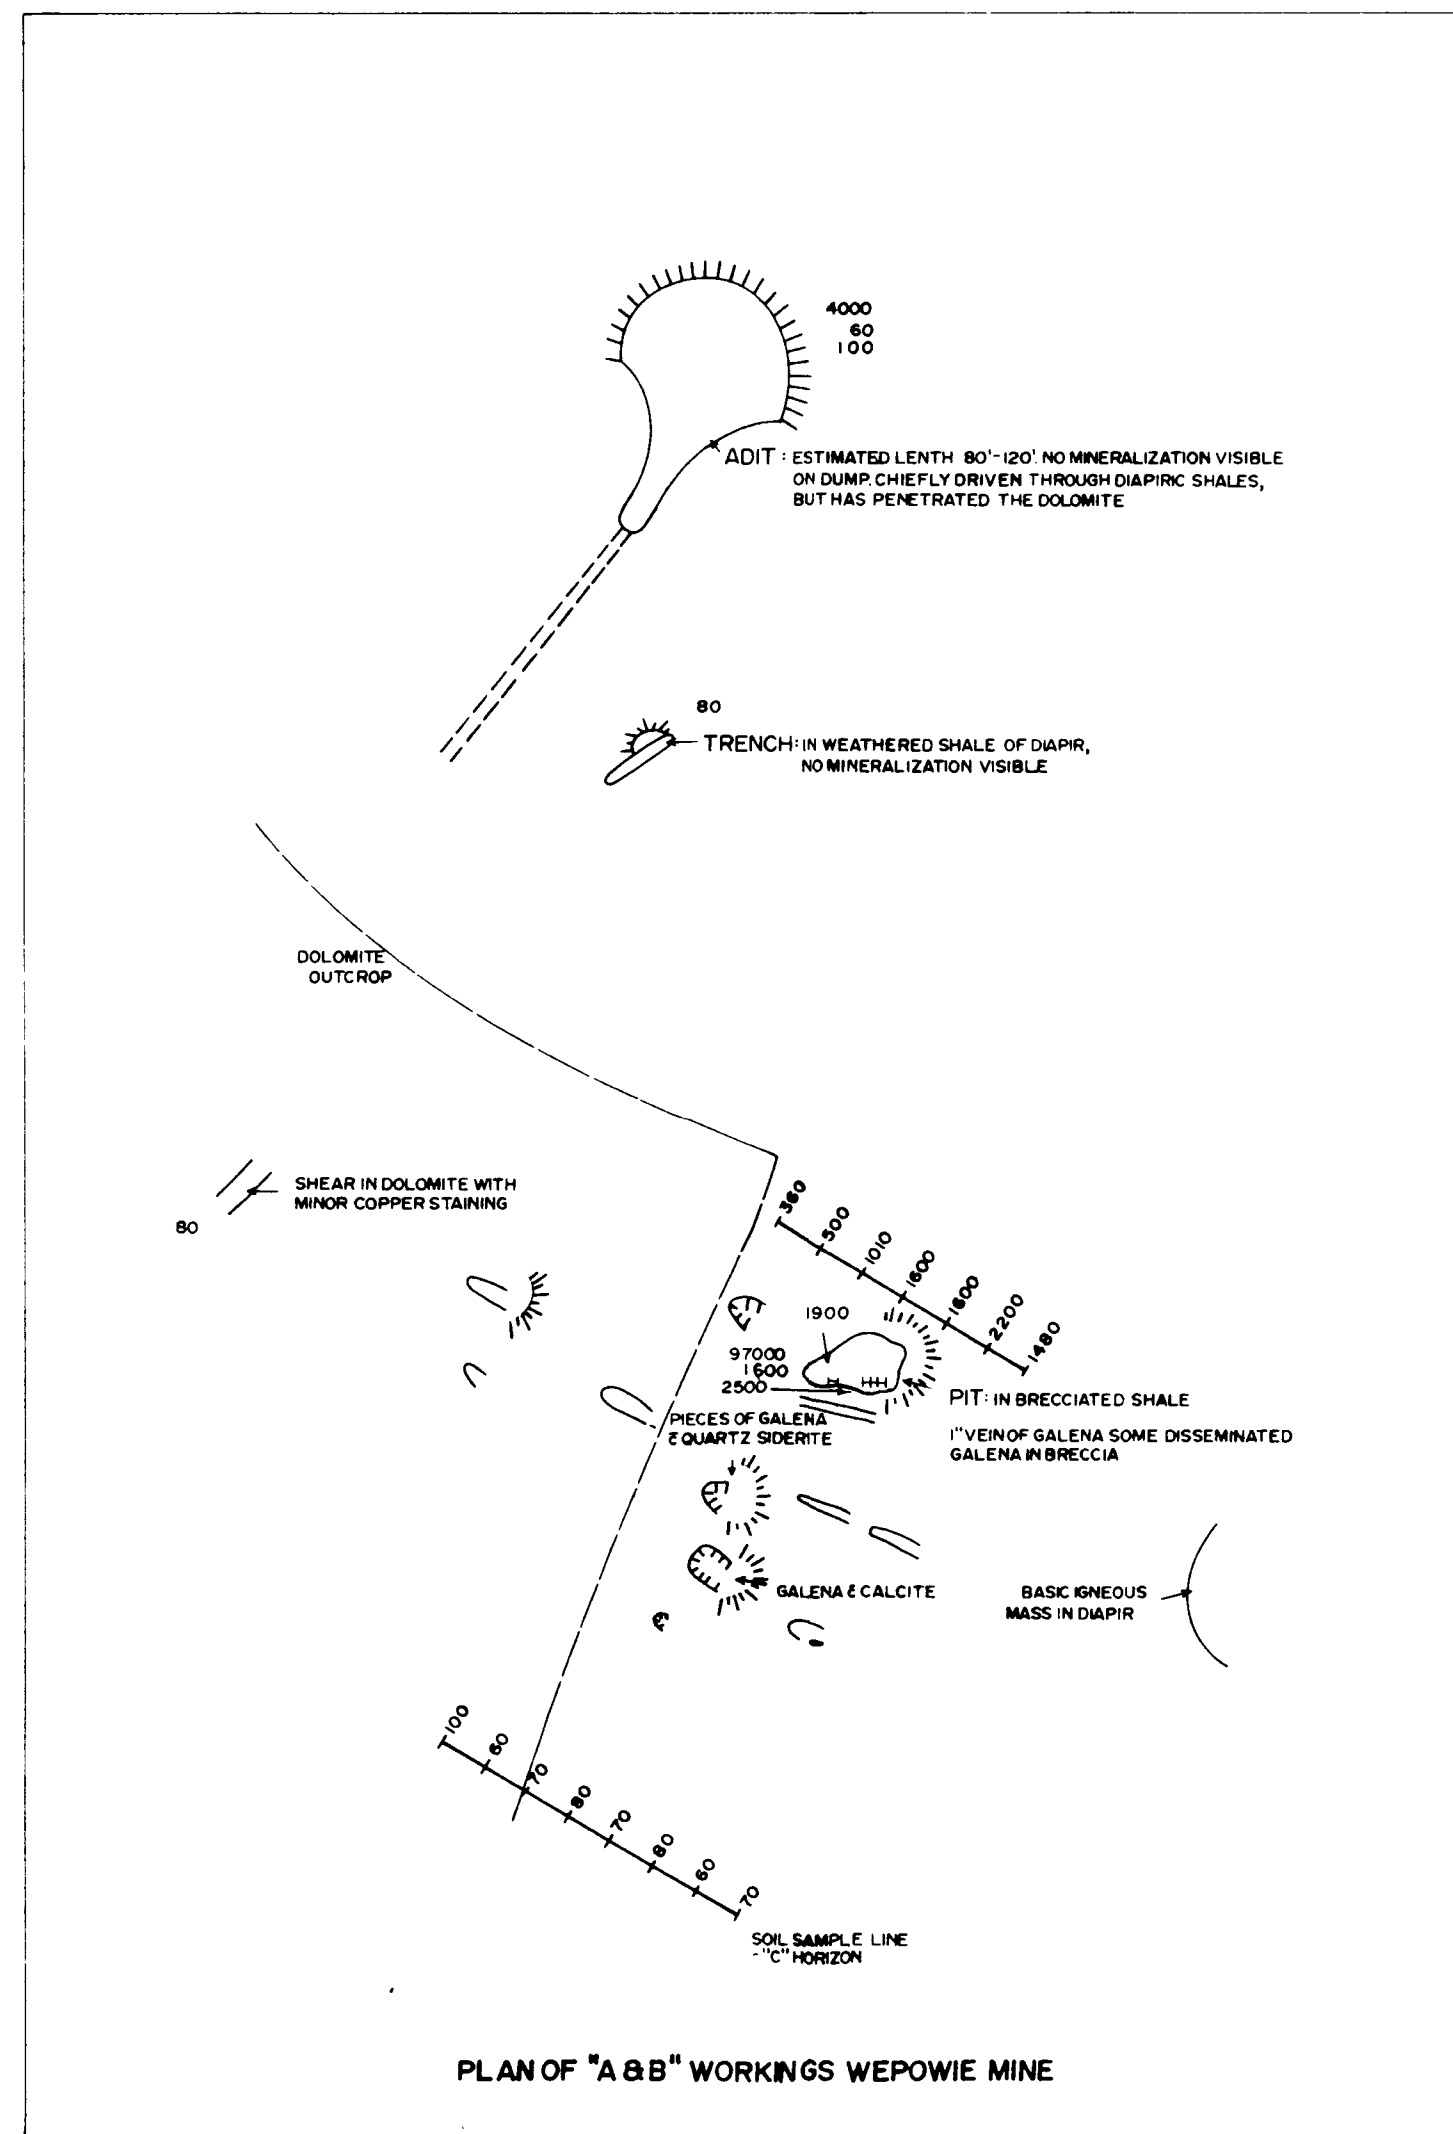 4000
60
100
ADIT : ESTIMATED LENTH 80'-120'. NO MINERALIZATION VISIBLE
ON DUMP. CHIEFLY DRIVEN THROUGH DIAPIRIC SHALES,
BUT HAS PENETRATED THE DOLOMITE
80
TRENCH: IN WEATHERED SHALE OF DIAPIR,
NO MINERALIZATION VISIBLE
DOLOMITE
OUTCROP
SHEAR IN DOLOMITE WITH
MINOR COPPER STAINING
80
360
500
1010
1600
1600
2200
1480
1900
97000
1600
2500
PIT: IN BRECCIATED SHALE
1" VEIN OF GALENA SOME DISSEMINATED
GALENA IN BRECCIA
PIECES OF GALENA
c̄ QUARTZ SIDERITE
GALENA & CALCITE
BASIC IGNEOUS
MASS IN DIAPIR
100
60
70
80
70
80
60
70
SOIL SAMPLE LINE
-"C" HORIZON
PLAN OF "A & B" WORKINGS WEPOWIE MINE